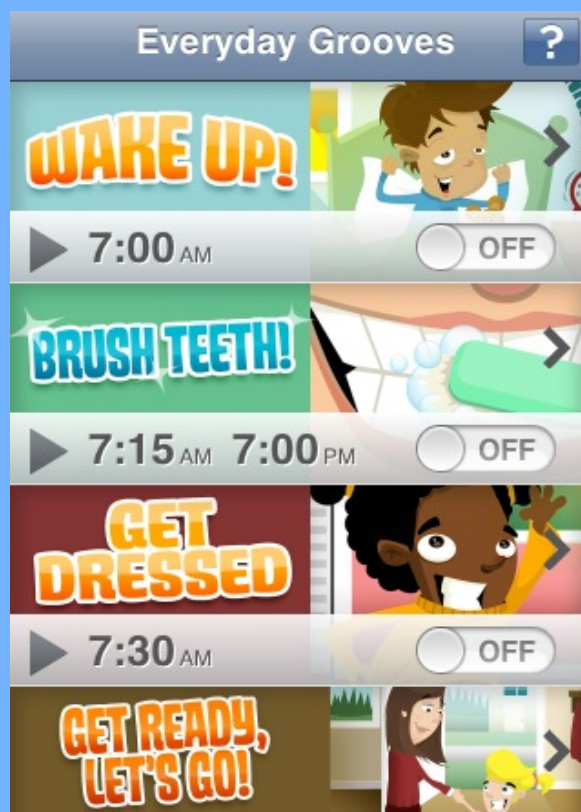 Everyday Grooves ?
WAKE UP!
7:00 AM OFF
BRUSH TEETH!
7:15 AM 7:00 PM OFF
GET
DRESSED
7:30 AM OFF
GET READY,
LET'S GO!